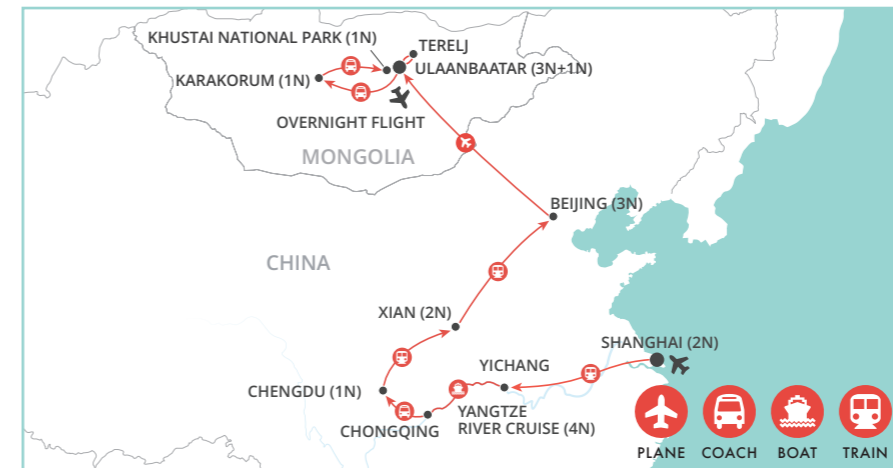 KHUSTAI NATIONAL PARK (1N)
TERELJ
ULAANBAATAR (3N+1N)
KARAKORUM (1N)
OVERNIGHT FLIGHT
MONGOLIA
BEIJING (3N)
CHINA
XIAN (2N)
SHANGHAI (2N)
YICHANG
CHENGDU (1N)
YANGTZE
RIVER CRUISE (4N)
CHONGQING
PLANE
COACH
BOAT
TRAIN